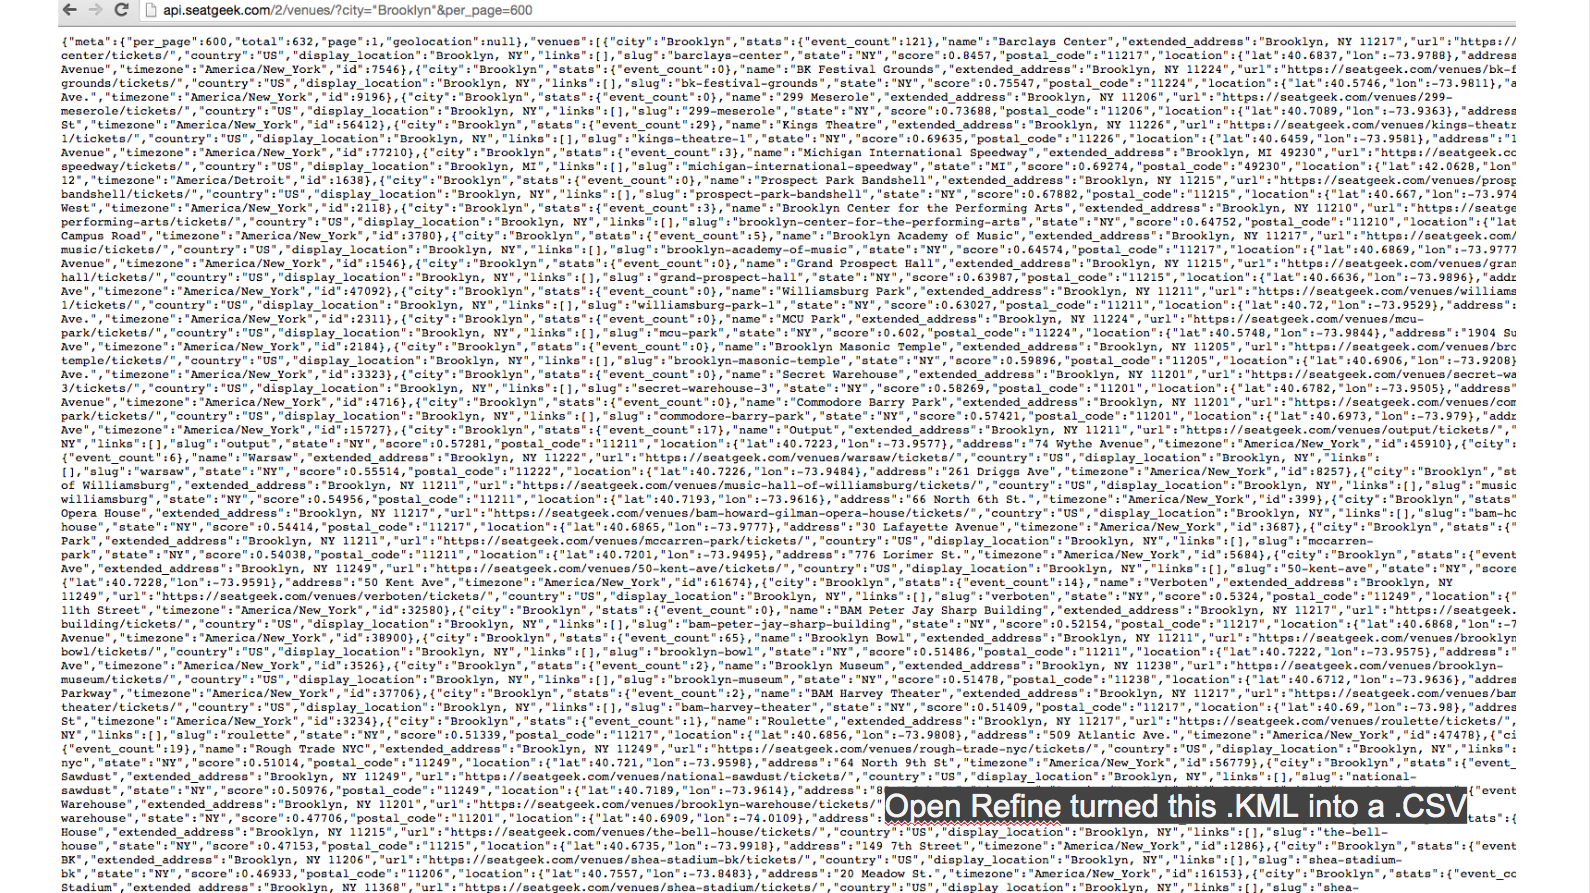 api.seatgeek.com/2/venues/?city="Brooklyn"&per_page=600
{"meta":{"per_page":600,"total":632,"page":1,"geolocation":null},"venues":[{"city":"Brooklyn","stats":{"event_count":121},"name":"Barclays Center","extended_address":"Brooklyn, NY 11217","url":"https://
center/tickets/","country":"US","display_location":"Brooklyn, NY","links":[],"slug":"barclays-center","state":"NY","score":0.8457,"postal_code":"11217","location":{"lat":40.6837,"lon":-73.9788},"address
Avenue","timezone":"America/New_York","id":7546},{"city":"Brooklyn","stats":{"event_count":0},"name":"BK Festival Grounds","extended_address":"Brooklyn, NY 11224","url":"https://seatgeek.com/venues/bk-f
grounds/tickets/","country":"US","display_location":"Brooklyn, NY","links":[],"slug":"bk-festival-grounds","state":"NY","score":0.75547,"postal_code":"11224","location":{"lat":40.5746,"lon":-73.9811},"a
Ave.","timezone":"America/New_York","id":9196},{"city":"Brooklyn","stats":{"event_count":0},"name":"299 Meserole","extended_address":"Brooklyn, NY 11206","url":"https://seatgeek.com/venues/299-
meserole/tickets/","country":"US","display_location":"Brooklyn, NY","links":[],"slug":"299-meserole","state":"NY","score":0.73688,"postal_code":"11206","location":{"lat":40.7089,"lon":-73.9363},"address
St","timezone":"America/New_York","id":56412},{"city":"Brooklyn","stats":{"event_count":29},"name":"Kings Theatre","extended_address":"Brooklyn, NY 11226","url":"https://seatgeek.com/venues/kings-theatr
1/tickets/","country":"US","display_location":"Brooklyn, NY","links":[],"slug":"kings-theatre-1","state":"NY","score":0.69635,"postal_code":"11226","location":{"lat":40.6459,"lon":-73.9581},"address":"1
Avenue","timezone":"America/New_York","id":77210},{"city":"Brooklyn","stats":{"event_count":3},"name":"Michigan International Speedway","extended_address":"Brooklyn, MI 49230","url":"https://seatgeek.co
speedway/tickets/","country":"US","display_location":"Brooklyn, MI","links":[],"slug":"michigan-international-speedway","state":"MI","score":0.69274,"postal_code":"49230","location":{"lat":42.0628,"lon"
12","timezone":"America/Detroit","id":1638},{"city":"Brooklyn","stats":{"event_count":0},"name":"Prospect Park Bandshell","extended_address":"Brooklyn, NY 11215","url":"https://seatgeek.com/venues/prosp
bandshell/tickets/","country":"US","display_location":"Brooklyn, NY","links":[],"slug":"prospect-park-bandshell","state":"NY","score":0.67882,"postal_code":"11215","location":{"lat":40.667,"lon":-73.974
West","timezone":"America/New_York","id":2118},{"city":"Brooklyn","stats":{"event_count":3},"name":"Brooklyn Center for the Performing Arts","extended_address":"Brooklyn, NY 11210","url":"https://seatge
performing-arts/tickets/","country":"US","display_location":"Brooklyn, NY","links":[],"slug":"brooklyn-center-for-the-performing-arts","state":"NY","score":0.64752,"postal_code":"11210","location":{"lat
Campus Road","timezone":"America/New_York","id":3780},{"city":"Brooklyn","stats":{"event_count":5},"name":"Brooklyn Academy of Music","extended_address":"Brooklyn, NY 11217","url":"https://seatgeek.com/
music/tickets/","country":"US","display_location":"Brooklyn, NY","links":[],"slug":"brooklyn-academy-of-music","state":"NY","score":0.64574,"postal_code":"11217","location":{"lat":40.6869,"lon":-73.9777
Avenue","timezone":"America/New_York","id":1546},{"city":"Brooklyn","stats":{"event_count":0},"name":"Grand Prospect Hall","extended_address":"Brooklyn, NY 11215","url":"https://seatgeek.com/venues/gran
hall/tickets/","country":"US","display_location":"Brooklyn, NY","links":[],"slug":"grand-prospect-hall","state":"NY","score":0.63987,"postal_code":"11215","location":{"lat":40.6636,"lon":-73.9896},"addr
Ave","timezone":"America/New_York","id":47092},{"city":"Brooklyn","stats":{"event_count":0},"name":"Williamsburg Park","extended_address":"Brooklyn, NY 11211","url":"https://seatgeek.com/venues/williams
1/tickets/","country":"US","display_location":"Brooklyn, NY","links":[],"slug":"williamsburg-park-1","state":"NY","score":0.63027,"postal_code":"11211","location":{"lat":40.72,"lon":-73.9529},"address":
Ave.","timezone":"America/New_York","id":2311},{"city":"Brooklyn","stats":{"event_count":0},"name":"MCU Park","extended_address":"Brooklyn, NY 11224","url":"https://seatgeek.com/venues/mcu-
park/tickets/","country":"US","display_location":"Brooklyn, NY","links":[],"slug":"mcu-park","state":"NY","score":0.602,"postal_code":"11224","location":{"lat":40.5748,"lon":-73.9844},"address":"1904 Su
Ave","timezone":"America/New_York","id":2184},{"city":"Brooklyn","stats":{"event_count":0},"name":"Brooklyn Masonic Temple","extended_address":"Brooklyn, NY 11205","url":"https://seatgeek.com/venues/bro
temple/tickets/","country":"US","display_location":"Brooklyn, NY","links":[],"slug":"brooklyn-masonic-temple","state":"NY","score":0.59896,"postal_code":"11205","location":{"lat":40.6906,"lon":-73.9208}
Ave.","timezone":"America/New_York","id":3323},{"city":"Brooklyn","stats":{"event_count":0},"name":"Secret Warehouse","extended_address":"Brooklyn, NY 11201","url":"https://seatgeek.com/venues/secret-wa
3/tickets/","country":"US","display_location":"Brooklyn, NY","links":[],"slug":"secret-warehouse-3","state":"NY","score":0.58269,"postal_code":"11201","location":{"lat":40.6782,"lon":-73.9505},"address"
Avenue","timezone":"America/New_York","id":4716},{"city":"Brooklyn","stats":{"event_count":0},"name":"Commodore Barry Park","extended_address":"Brooklyn, NY 11201","url":"https://seatgeek.com/venues/com
park/tickets/","country":"US","display_location":"Brooklyn, NY","links":[],"slug":"commodore-barry-park","state":"NY","score":0.57421,"postal_code":"11201","location":{"lat":40.6973,"lon":-73.979},"addr
Ave","timezone":"America/New_York","id":15727},{"city":"Brooklyn","stats":{"event_count":17},"name":"Output","extended_address":"Brooklyn, NY 11211","url":"https://seatgeek.com/venues/output/tickets/","
NY","links":[],"slug":"output","state":"NY","score":0.57281,"postal_code":"11211","location":{"lat":40.7223,"lon":-73.9577},"address":"74 Wythe Avenue","timezone":"America/New_York","id":45910},{"city":
{"event_count":6},"name":"Warsaw","extended_address":"Brooklyn, NY 11222","url":"https://seatgeek.com/venues/warsaw/tickets/","country":"US","display_location":"Brooklyn, NY","links":
[],"slug":"warsaw","state":"NY","score":0.55514,"postal_code":"11222","location":{"lat":40.7226,"lon":-73.9484},"address":"261 Driggs Ave","timezone":"America/New_York","id":8257},{"city":"Brooklyn","st
of Williamsburg","extended_address":"Brooklyn, NY 11211","url":"https://seatgeek.com/venues/music-hall-of-williamsburg/tickets/","country":"US","display_location":"Brooklyn, NY","links":[],"slug":"music
williamsburg","state":"NY","score":0.54956,"postal_code":"11211","location":{"lat":40.7193,"lon":-73.9616},"address":"66 North 6th St.","timezone":"America/New_York","id":399},{"city":"Brooklyn","stats"
Opera House","extended_address":"Brooklyn, NY 11217","url":"https://seatgeek.com/venues/bam-howard-gilman-opera-house/tickets/","country":"US","display_location":"Brooklyn, NY","links":[],"slug":"bam-ho
house","state":"NY","score":0.54414,"postal_code":"11217","location":{"lat":40.6865,"lon":-73.9777},"address":"30 Lafayette Avenue","timezone":"America/New_York","id":3687},{"city":"Brooklyn","stats":{"
Park","extended_address":"Brooklyn, NY 11211","url":"https://seatgeek.com/venues/mccarren-park/tickets/","country":"US","display_location":"Brooklyn, NY","links":[],"slug":"mccarren-
park","state":"NY","score":0.54038,"postal_code":"11211","location":{"lat":40.7201,"lon":-73.9495},"address":"776 Lorimer St.","timezone":"America/New_York","id":5684},{"city":"Brooklyn","stats":{"event
Ave","extended_address":"Brooklyn, NY 11249","url":"https://seatgeek.com/venues/50-kent-ave/tickets/","country":"US","display_location":"Brooklyn, NY","links":[],"slug":"50-kent-ave","state":"NY","score
{"lat":40.7228,"lon":-73.9591},"address":"50 Kent Ave","timezone":"America/New_York","id":61674},{"city":"Brooklyn","stats":{"event_count":14},"name":"Verboten","extended_address":"Brooklyn, NY
11249","url":"https://seatgeek.com/venues/verboten/tickets/","country":"US","display_location":"Brooklyn, NY","links":[],"slug":"verboten","state":"NY","score":0.5324,"postal_code":"11249","location":{"
11th Street","timezone":"America/New_York","id":32580},{"city":"Brooklyn","stats":{"event_count":0},"name":"BAM Peter Jay Sharp Building","extended_address":"Brooklyn, NY 11217","url":"https://seatgeek.
building/tickets/","country":"US","display_location":"Brooklyn, NY","links":[],"slug":"bam-peter-jay-sharp-building","state":"NY","score":0.52154,"postal_code":"11217","location":{"lat":40.6868,"lon":-7
Avenue","timezone":"America/New_York","id":38900},{"city":"Brooklyn","stats":{"event_count":65},"name":"Brooklyn Bowl","extended_address":"Brooklyn, NY 11211","url":"https://seatgeek.com/venues/brooklyn
bowl/tickets/","country":"US","display_location":"Brooklyn, NY","links":[],"slug":"brooklyn-bowl","state":"NY","score":0.51486,"postal_code":"11211","location":{"lat":40.7222,"lon":-73.9575},"address":"
Ave","timezone":"America/New_York","id":3526},{"city":"Brooklyn","stats":{"event_count":2},"name":"Brooklyn Museum","extended_address":"Brooklyn, NY 11238","url":"https://seatgeek.com/venues/brooklyn-
museum/tickets/","country":"US","display_location":"Brooklyn, NY","links":[],"slug":"brooklyn-museum","state":"NY","score":0.51478,"postal_code":"11238","location":{"lat":40.6712,"lon":-73.9636},"addres
Parkway","timezone":"America/New_York","id":37706},{"city":"Brooklyn","stats":{"event_count":2},"name":"BAM Harvey Theater","extended_address":"Brooklyn, NY 11217","url":"https://seatgeek.com/venues/bam
theater/tickets/","country":"US","display_location":"Brooklyn, NY","links":[],"slug":"bam-harvey-theater","state":"NY","score":0.51409,"postal_code":"11217","location":{"lat":40.69,"lon":-73.98},"addres
St","timezone":"America/New_York","id":3234},{"city":"Brooklyn","stats":{"event_count":1},"name":"Roulette","extended_address":"Brooklyn, NY 11217","url":"https://seatgeek.com/venues/roulette/tickets/",
NY","links":[],"slug":"roulette","state":"NY","score":0.51339,"postal_code":"11217","location":{"lat":40.6856,"lon":-73.9808},"address":"509 Atlantic Ave.","timezone":"America/New_York","id":47478},{"ci
{"event_count":19},"name":"Rough Trade NYC","extended_address":"Brooklyn, NY 11249","url":"https://seatgeek.com/venues/rough-trade-nyc/tickets/","country":"US","display_location":"Brooklyn, NY","links":
nyc","state":"NY","score":0.51014,"postal_code":"11249","location":{"lat":40.721,"lon":-73.9598},"address":"64 North 9th St","timezone":"America/New_York","id":56779},{"city":"Brooklyn","stats":{"event_
Sawdust","extended_address":"Brooklyn, NY 11249","url":"https://seatgeek.com/venues/national-sawdust/tickets/","country":"US","display_location":"Brooklyn, NY","links":[],"slug":"national-
sawdust","state":"NY","score":0.50976,"postal_code":"11249","location":{"lat":40.7189,"lon":-73.9614},"address":"8
Warehouse","extended_address":"Brooklyn, NY 11201","url":"https://seatgeek.com/venues/brooklyn-warehouse/tickets/"
Open Refine turned this .KML into a .CSV
warehouse","state":"NY","score":0.47706,"postal_code":"11201","location":{"lat":40.6909,"lon":-74.0109},"address":
House","extended_address":"Brooklyn, NY 11215","url":"https://seatgeek.com/venues/the-bell-house/tickets/","country":"US","display_location":"Brooklyn, NY","links":[],"slug":"the-bell-
house","state":"NY","score":0.47153,"postal_code":"11215","location":{"lat":40.6735,"lon":-73.9918},"address":"149 7th Street","timezone":"America/New_York","id":1286},{"city":"Brooklyn","stats":{"event
BK","extended_address":"Brooklyn, NY 11206","url":"https://seatgeek.com/venues/shea-stadium-bk/tickets/","country":"US","display_location":"Brooklyn, NY","links":[],"slug":"shea-stadium-
bk","state":"NY","score":0.46933,"postal_code":"11206","location":{"lat":40.7557,"lon":-73.8483},"address":"20 Meadow St.","timezone":"America/New_York","id":16153},{"city":"Brooklyn","stats":{"event_co
Stadium","extended_address":"Brooklyn, NY 11368","url":"https://seatgeek.com/venues/shea-stadium/tickets/","country":"US","display_location":"Brooklyn, NY","links":[],"slug":"shea-